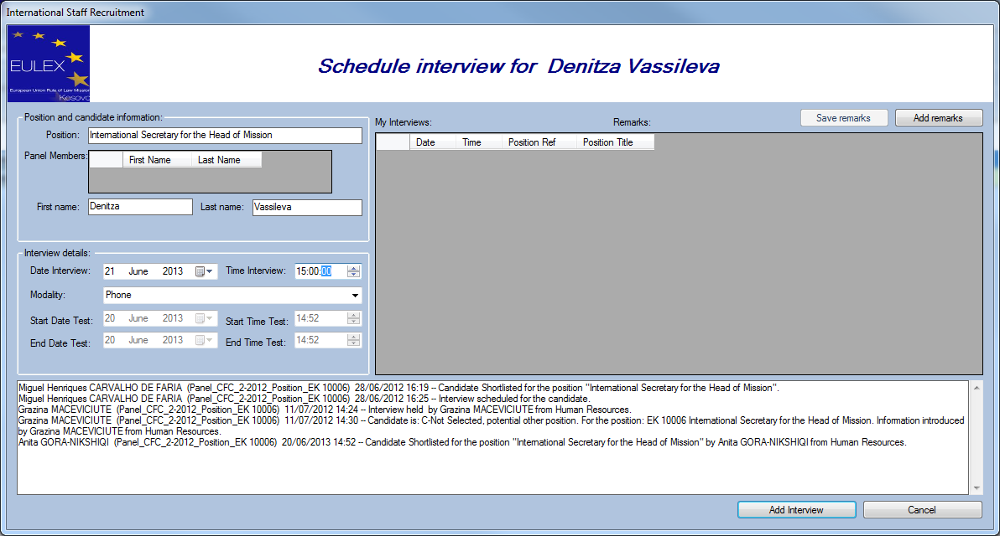 International Staff Recruitment
EULEX
European Union Rule of Law Mission
Kosovo
Schedule interview for Denitza Vassileva
Position and candidate information:
Position: International Secretary for the Head of Mission
Panel Members: First Name Last Name
First name: Denitza Last name: Vassileva
My Interviews: Remarks: Save remarks Add remarks
Date Time Position Ref Position Title
Interview details:
Date Interview: 21 June 2013 Time Interview: 15:00:00
Modality: Phone
Start Date Test: 20 June 2013 Start Time Test: 14:52
End Date Test: 20 June 2013 End Time Test: 14:52
Miguel Henriques CARVALHO DE FARIA (Panel_CFC_2-2012_Position_EK 10006) 28/06/2012 16:19 -- Candidate Shortlisted for the position "International Secretary for the Head of Mission".
Miguel Henriques CARVALHO DE FARIA (Panel_CFC_2-2012_Position_EK 10006) 28/06/2012 16:25 -- Interview scheduled for the candidate.
Grazina MACEVICIUTE (Panel_CFC_2-2012_Position_EK 10006) 11/07/2012 14:24 -- Interview held by Grazina MACEVICIUTE from Human Resources.
Grazina MACEVICIUTE (Panel_CFC_2-2012_Position_EK 10006) 11/07/2012 14:30 -- Candidate is: C-Not Selected, potential other position. For the position: EK 10006 International Secretary for the Head of Mission. Information introduced
by Grazina MACEVICIUTE from Human Resources.
Anita GORA-NIKSHIQI (Panel_CFC_2-2012_Position_EK 10006) 20/06/2013 14:52 -- Candidate Shortlisted for the position "International Secretary for the Head of Mission" by Anita GORA-NIKSHIQI from Human Resources.
Add Interview Cancel